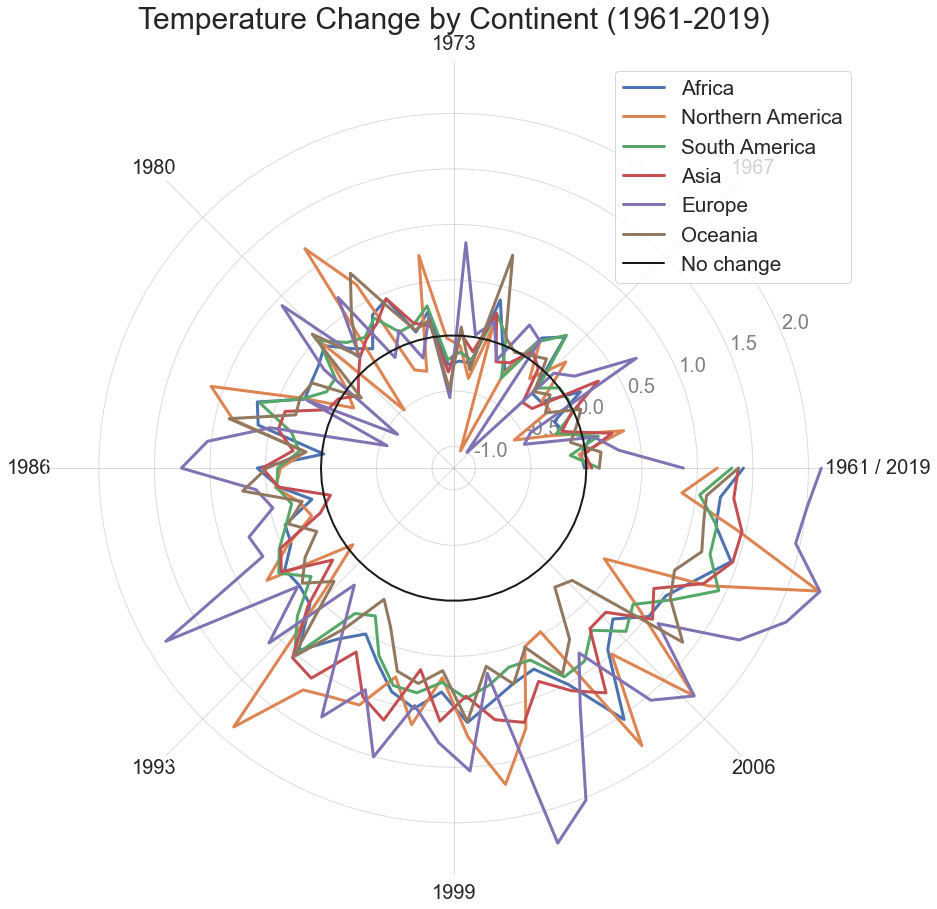 Temperature Change by Continent (1961-2019)
1973
Africa
Northern America
South America
Asia
Europe
Oceania
No change
1980
1967
2.0
1.5
1.0
0.5
0.0
-0.5
-1.0
1986
1961 / 2019
1993
2006
1999